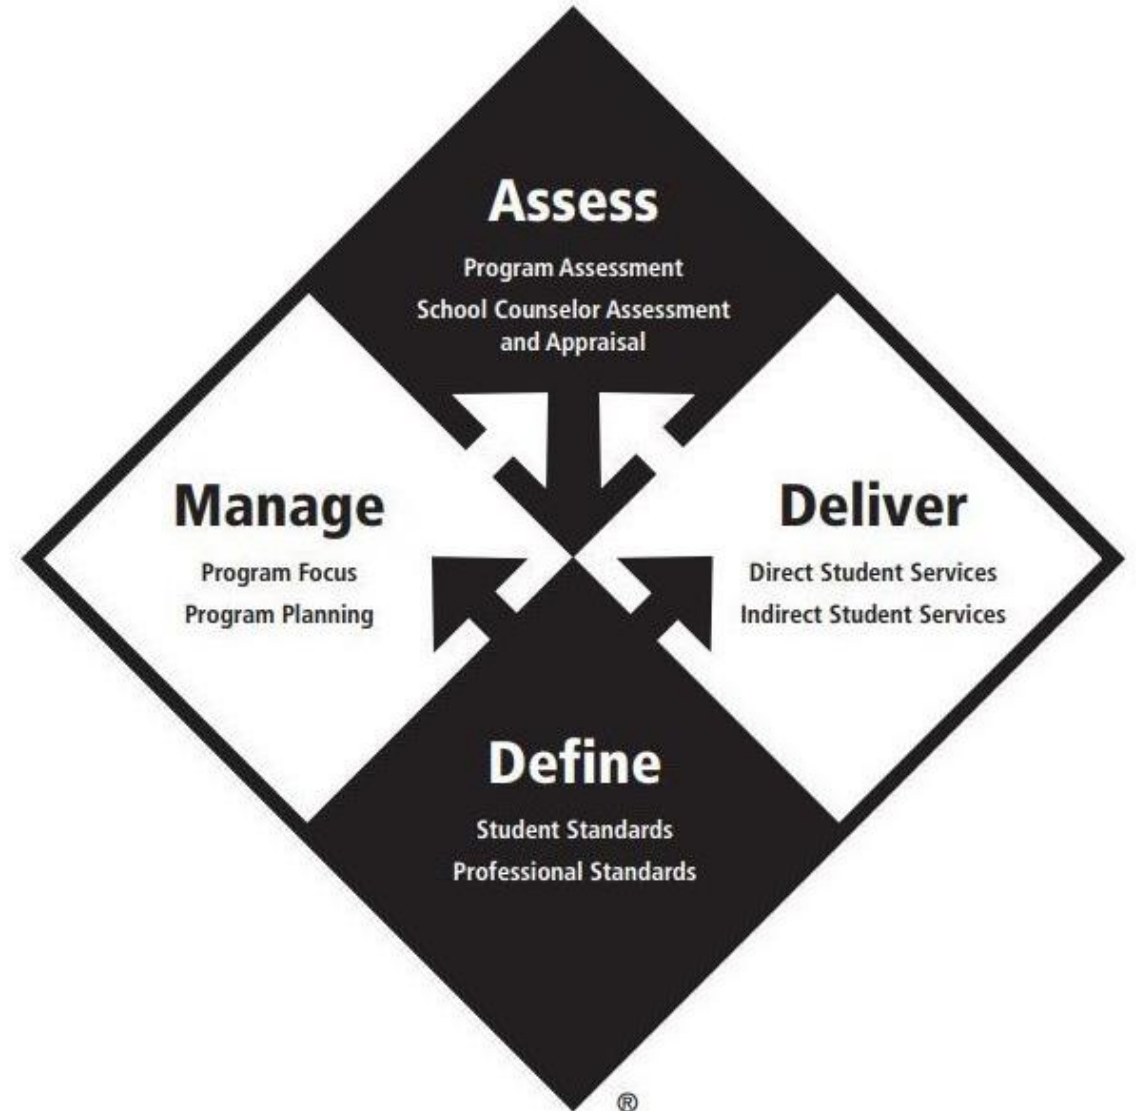 Assess
Program Assessment
School Counselor Assessment
and Appraisal
Manage
Program Focus
Program Planning
Deliver
Direct Student Services
Indirect Student Services
Define
Student Standards
Professional Standards
®